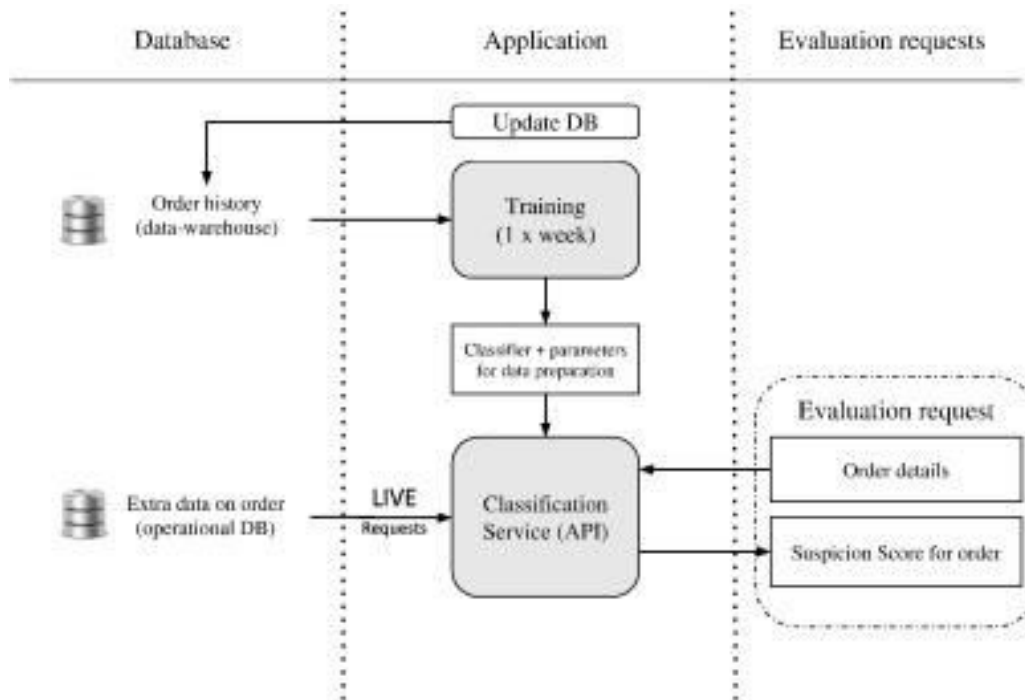 Database
Application
Evaluation requests
Update DB
Order history
(data-warehouse)
Training
(1 x week)
Classifier + parameters
for data preparation
Evaluation request
Order details
Extra data on order
(operational DB)
LIVE
Requests
Classification
Service (API)
Suspicion Score for order